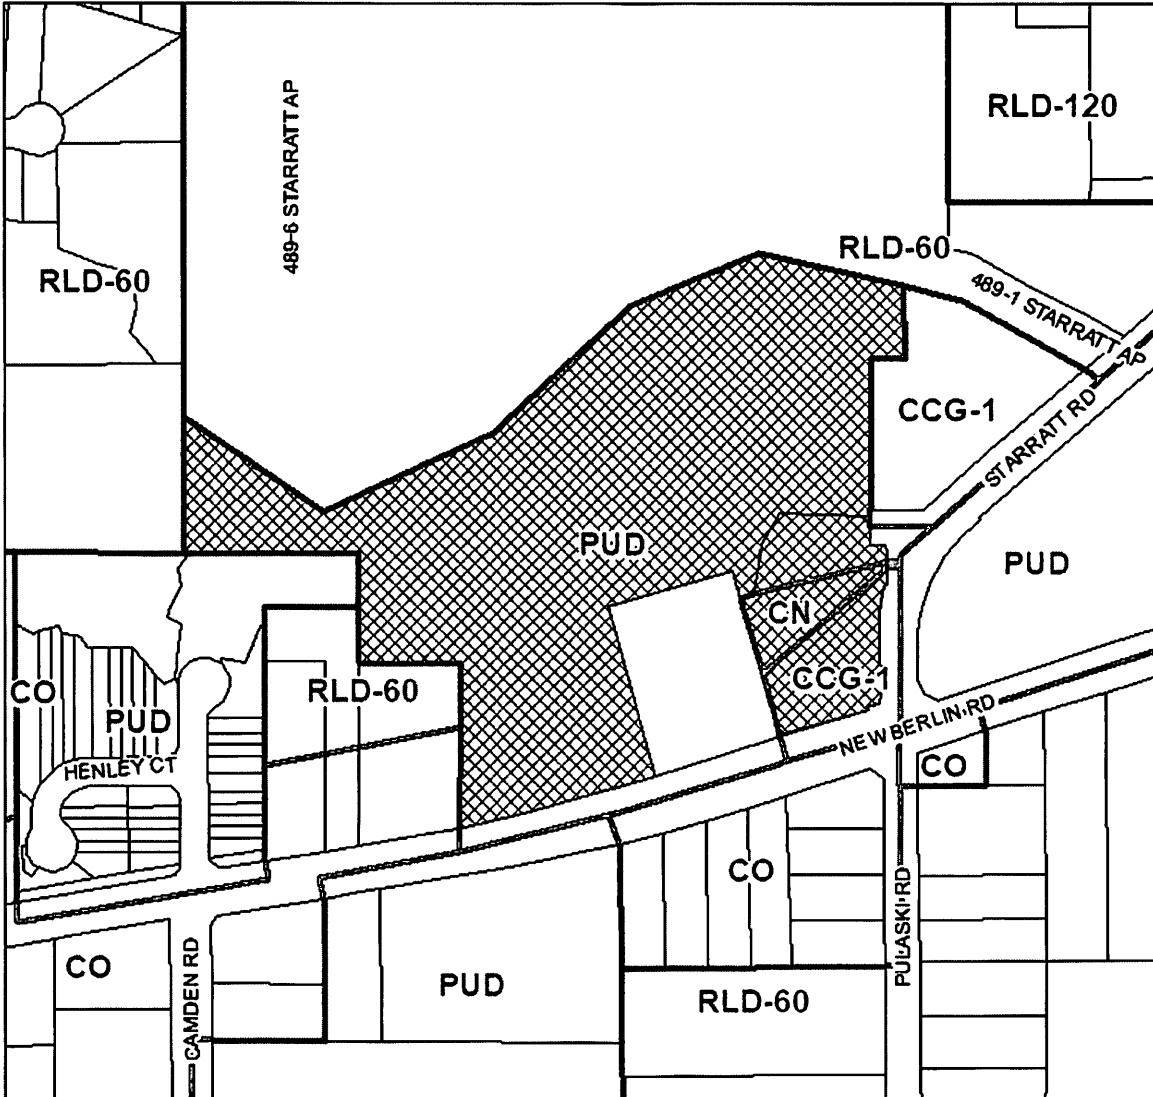 489-6 STARRATT AP
RLD-120
RLD-60
RLD-60
489-1 STARRATT AP
CCG-1
STARRATT RD
PUD
PUD
CN
CCG-1
CO
PUD
RLD-60
HENLEY CT
NEW BERLIN RD
CO
CO
PULASKI RD
CO
CAMDEN RD
PUD
RLD-60